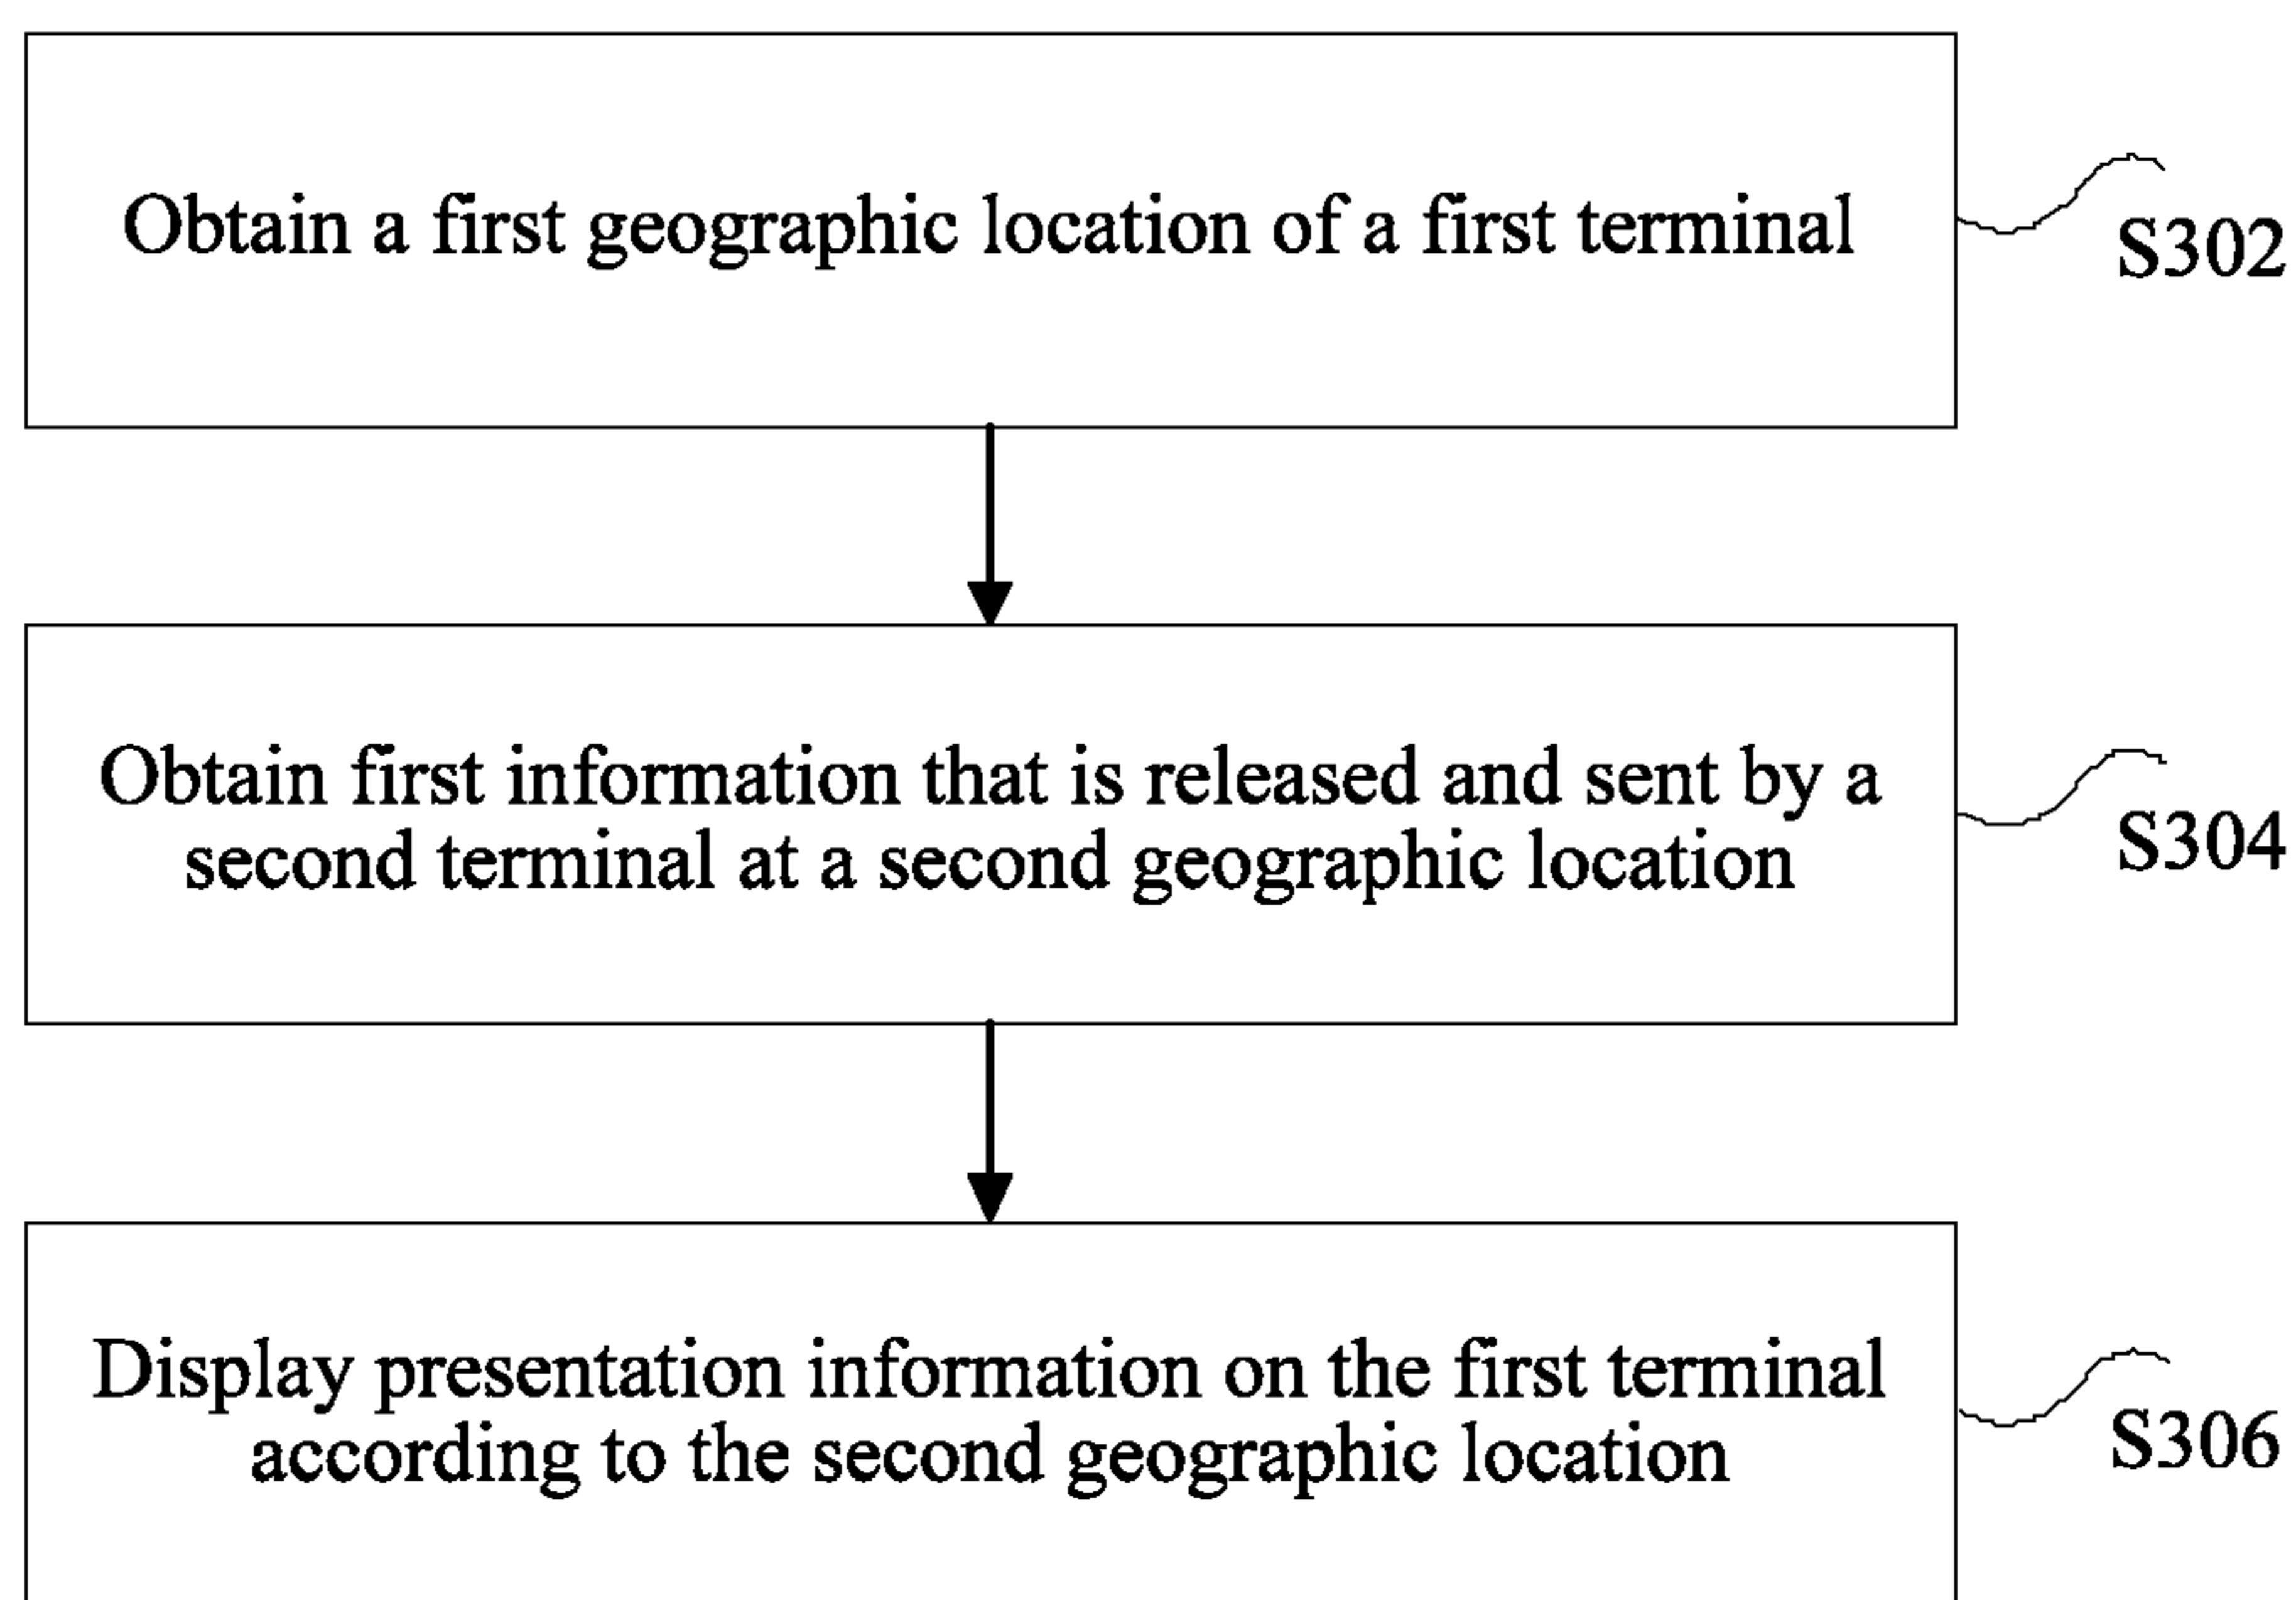 Obtain a first geographic location of a first terminal
S302
Obtain first information that is released and sent by a
second terminal at a second geographic location
S304
Display presentation information on the first terminal
according to the second geographic location
S306